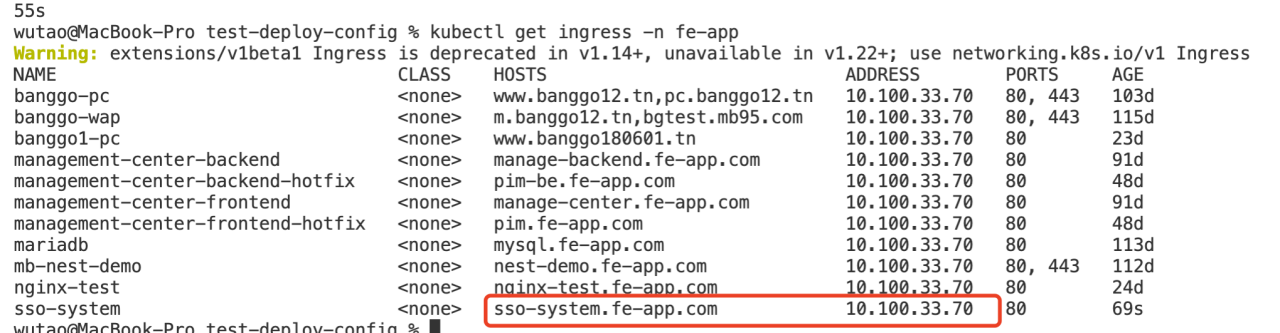 55s
wutao@MacBook-Pro test-deploy-config % kubectl get ingress -n fe-app
Warning: extensions/v1beta1 Ingress is deprecated in v1.14+, unavailable in v1.22+; use networking.k8s.io/v1 Ingress
NAME CLASS HOSTS ADDRESS PORTS AGE
banggo-pc <none> www.banggo12.tn,pc.banggo12.tn 10.100.33.70 80, 443 103d
banggo-wap <none> m.banggo12.tn,bgtest.mb95.com 10.100.33.70 80, 443 115d
banggo1-pc <none> www.banggo180601.tn 10.100.33.70 80 23d
management-center-backend <none> manage-backend.fe-app.com 10.100.33.70 80 91d
management-center-backend-hotfix <none> pim-be.fe-app.com 10.100.33.70 80 48d
management-center-frontend <none> manage-center.fe-app.com 10.100.33.70 80 91d
management-center-frontend-hotfix <none> pim.fe-app.com 10.100.33.70 80 48d
mariadb <none> mysql.fe-app.com 10.100.33.70 80 113d
mb-nest-demo <none> nest-demo.fe-app.com 10.100.33.70 80, 443 112d
nginx-test <none> nginx-test.fe-app.com 10.100.33.70 80 24d
sso-system <none> sso-system.fe-app.com 10.100.33.70 80 69s
wutao@MacBook-Pro test-deploy-config %